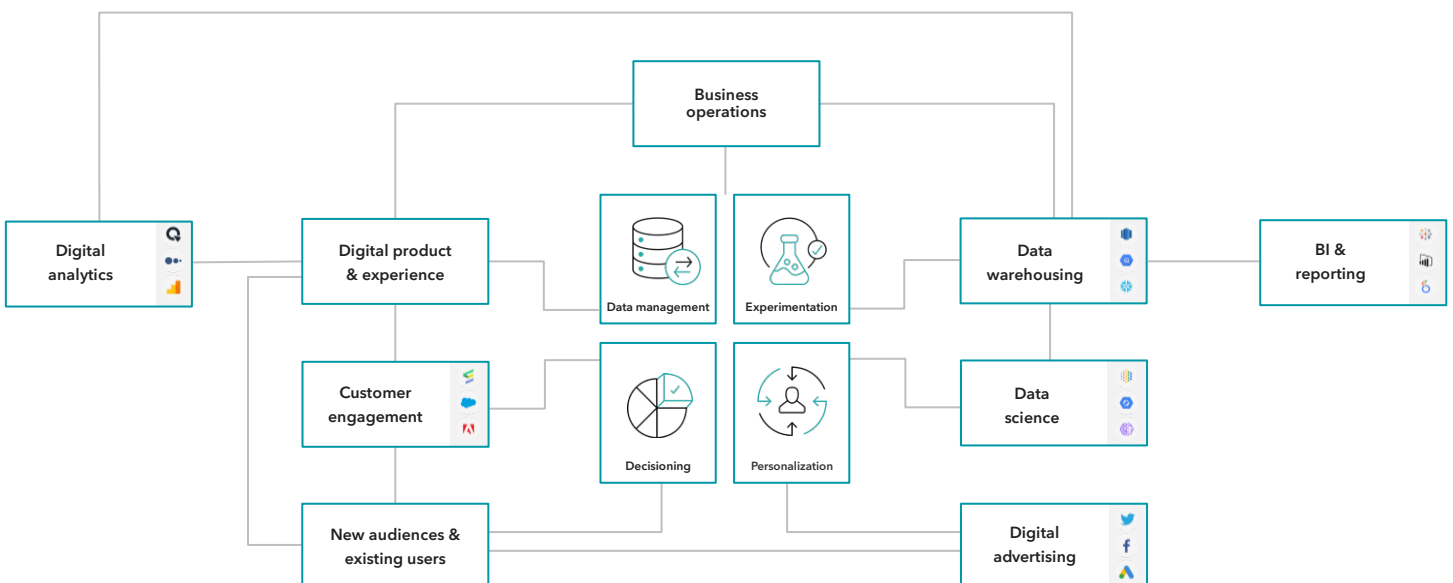 Business
operations
Digital
analytics
Digital product
& experience
Data management
Experimentation
Data
warehousing
BI &
reporting
Customer
engagement
Decisioning
Personalization
Data
science
New audiences &
existing users
Digital
advertising